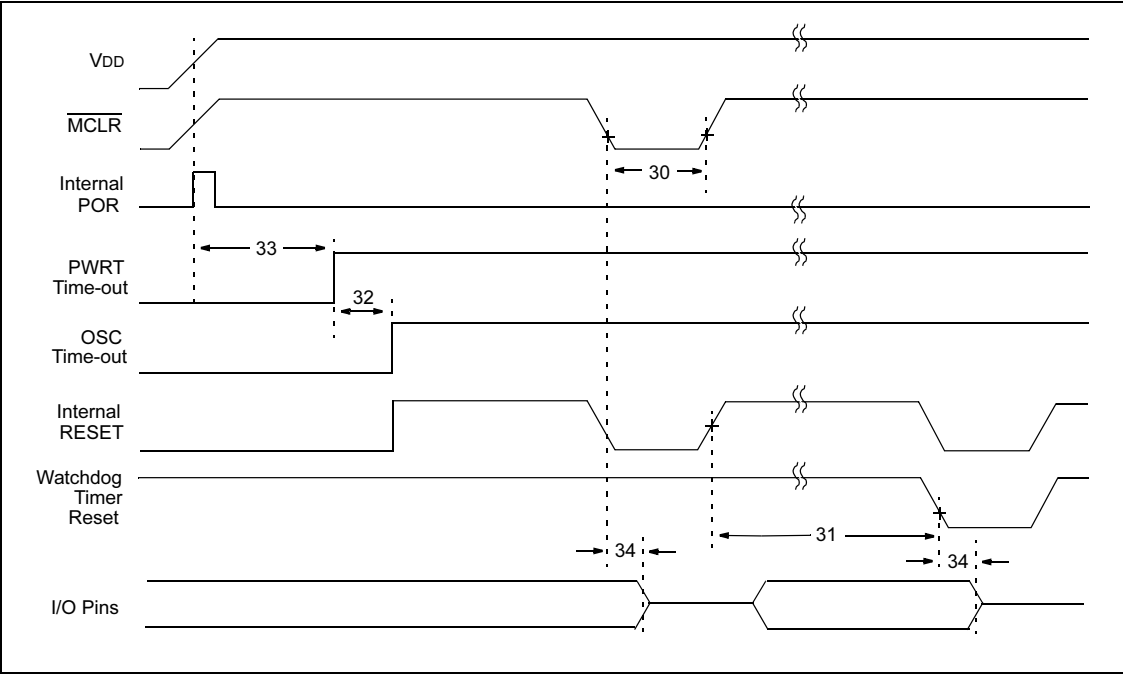 VDD
MCLR
30
Internal
POR
33
PWRT
Time-out
32
OSC
Time-out
Internal
RESET
Watchdog
Timer
Reset
31
34
34
I/O Pins